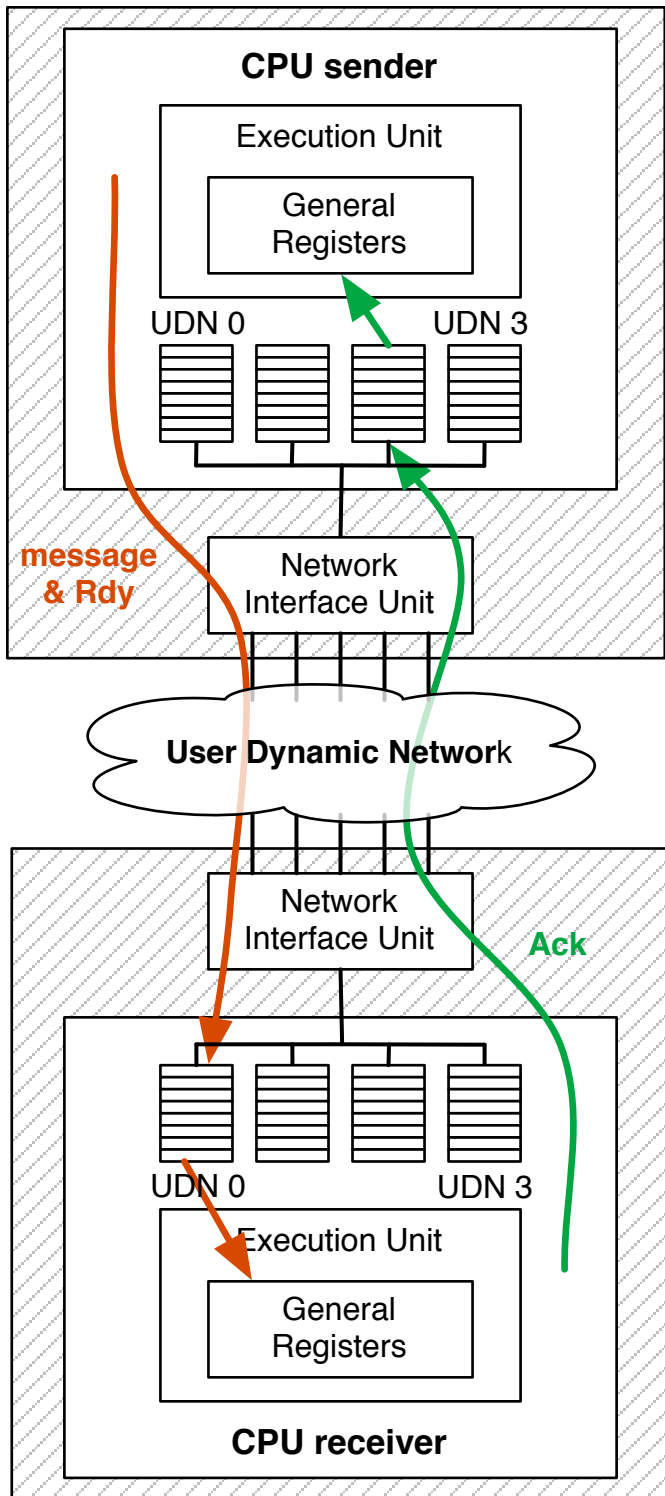 CPU sender
Execution Unit
General
Registers
UDN 0
UDN 3
message
& Rdy
Network
Interface Unit
User Dynamic Network
Network
Interface Unit
Ack
UDN 0
UDN 3
Execution Unit
General
Registers
CPU receiver